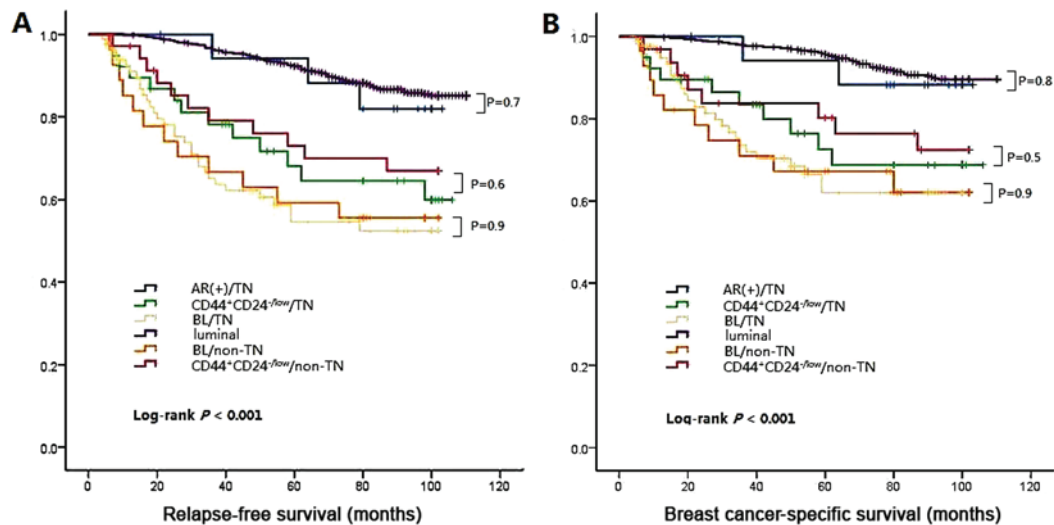 A
1.0
0.8
0.6
0.4
0.2
0.0
P=0.7
P=0.6
P=0.9
AR(+)/TN
CD44⁺CD24⁻/ˡᵒʷ/TN
BL/TN
luminal
BL/non-TN
CD44⁺CD24⁻/ˡᵒʷ/non-TN
Log-rank P < 0.001
0 20 40 60 80 100 120
Relapse-free survival (months)
B
1.0
0.8
0.6
0.4
0.2
0.0
P=0.8
P=0.5
P=0.9
AR(+)/TN
CD44⁺CD24⁻/ˡᵒʷ/TN
BL/TN
luminal
BL/non-TN
CD44⁺CD24⁻/ˡᵒʷ/non-TN
Loq-rank P < 0.001
0 20 40 60 80 100 120
Breast cancer-specific survival (months)